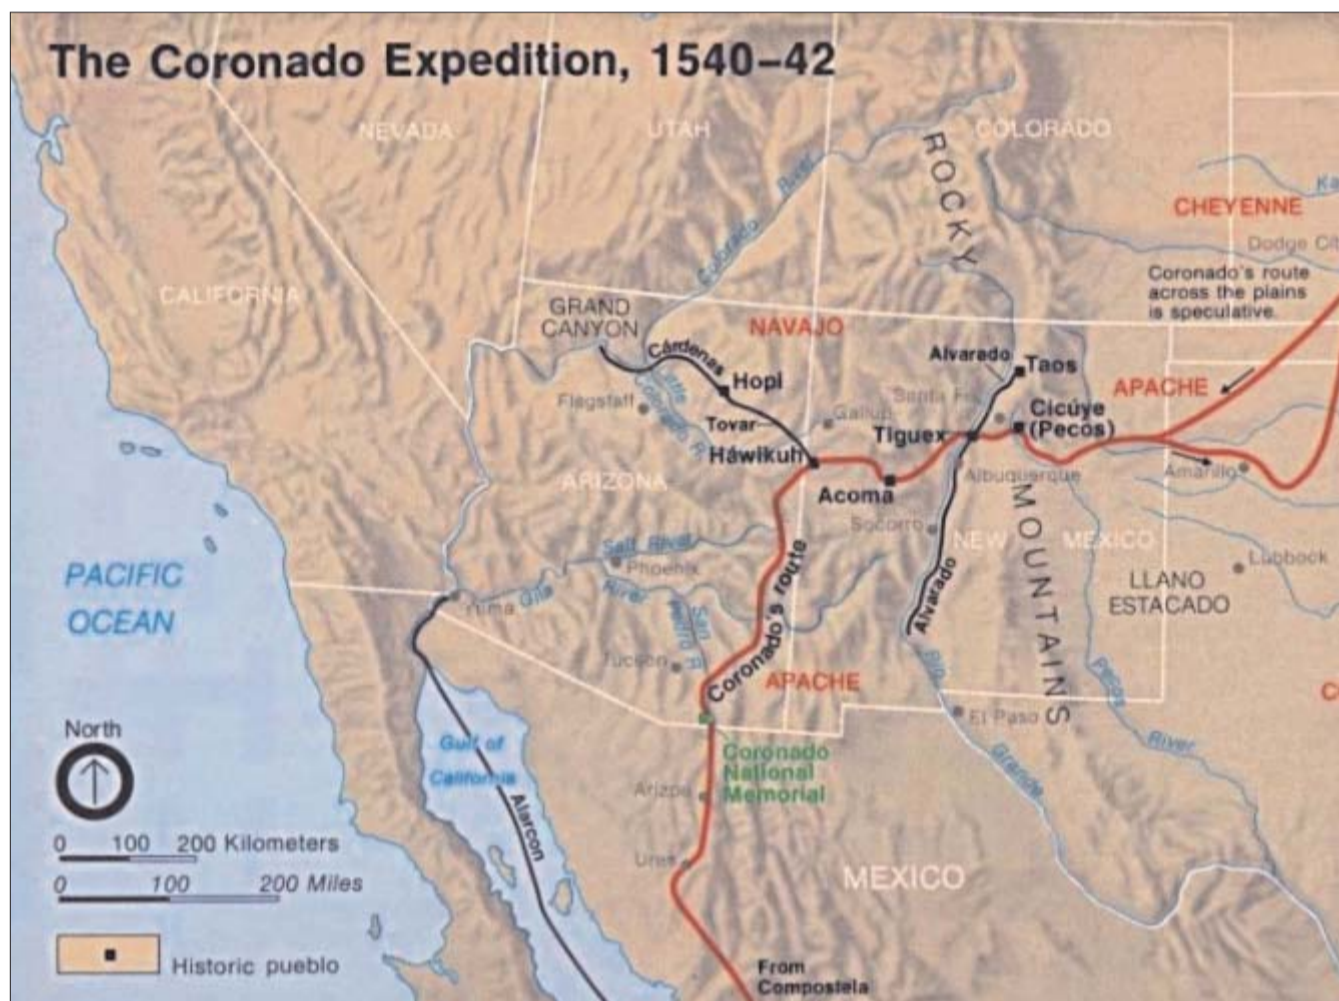 The Coronado Expedition, 1540–42
NEVADA
UTAH
COLORADO
ROCKY
Colorado
River
CHEYENNE
Dodge
CALIFORNIA
Coronado's route
across the plains
is speculative.
GRAND
CANYON
NAVAJO
Cárdenas
Alvarado
Taos
Hopi
APACHE
Little
Colorado R.
Flagstaff
Santa Fe
Gallup
Cicúye
(Pecos)
Tovar
Tiguex
Háwikuh
Albuquerque
Amarillo
ARIZONA
Acoma
Socorro
MOUNTAINS
NEW
MEXICO
Salt River
Phoenix
Lubbock
LLANO
ESTACADO
PACIFIC
OCEAN
Yuma
Gila
River
San
Pedro R.
Coronado's route
Alvarado
Tucson
APACHE
Rio
Grande
Pecos
River
El Paso
North
Gulf of
California
Coronado
National
Memorial
Arizpe
Alarcon
0 100 200 Kilometers
0 100 200 Miles
Ures
MEXICO
Historic pueblo
From
Compostela